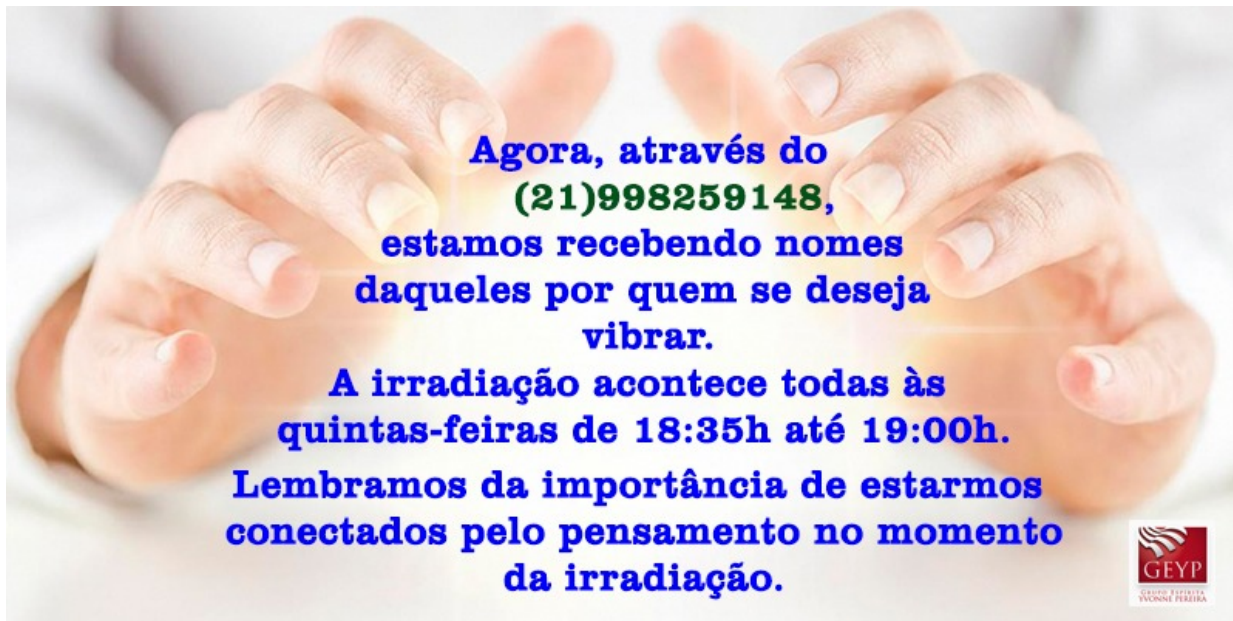 Agora, através do
(21)998259148,
estamos recebendo nomes
daqueles por quem se deseja
vibrar.
A irradiação acontece todas às
quintas-feiras de 18:35h até 19:00h.
Lembramos da importância de estarmos
conectados pelo pensamento no momento
da irradiação.
GEYP
GRUPO ESPÍRITA
YVONNE PEREIRA